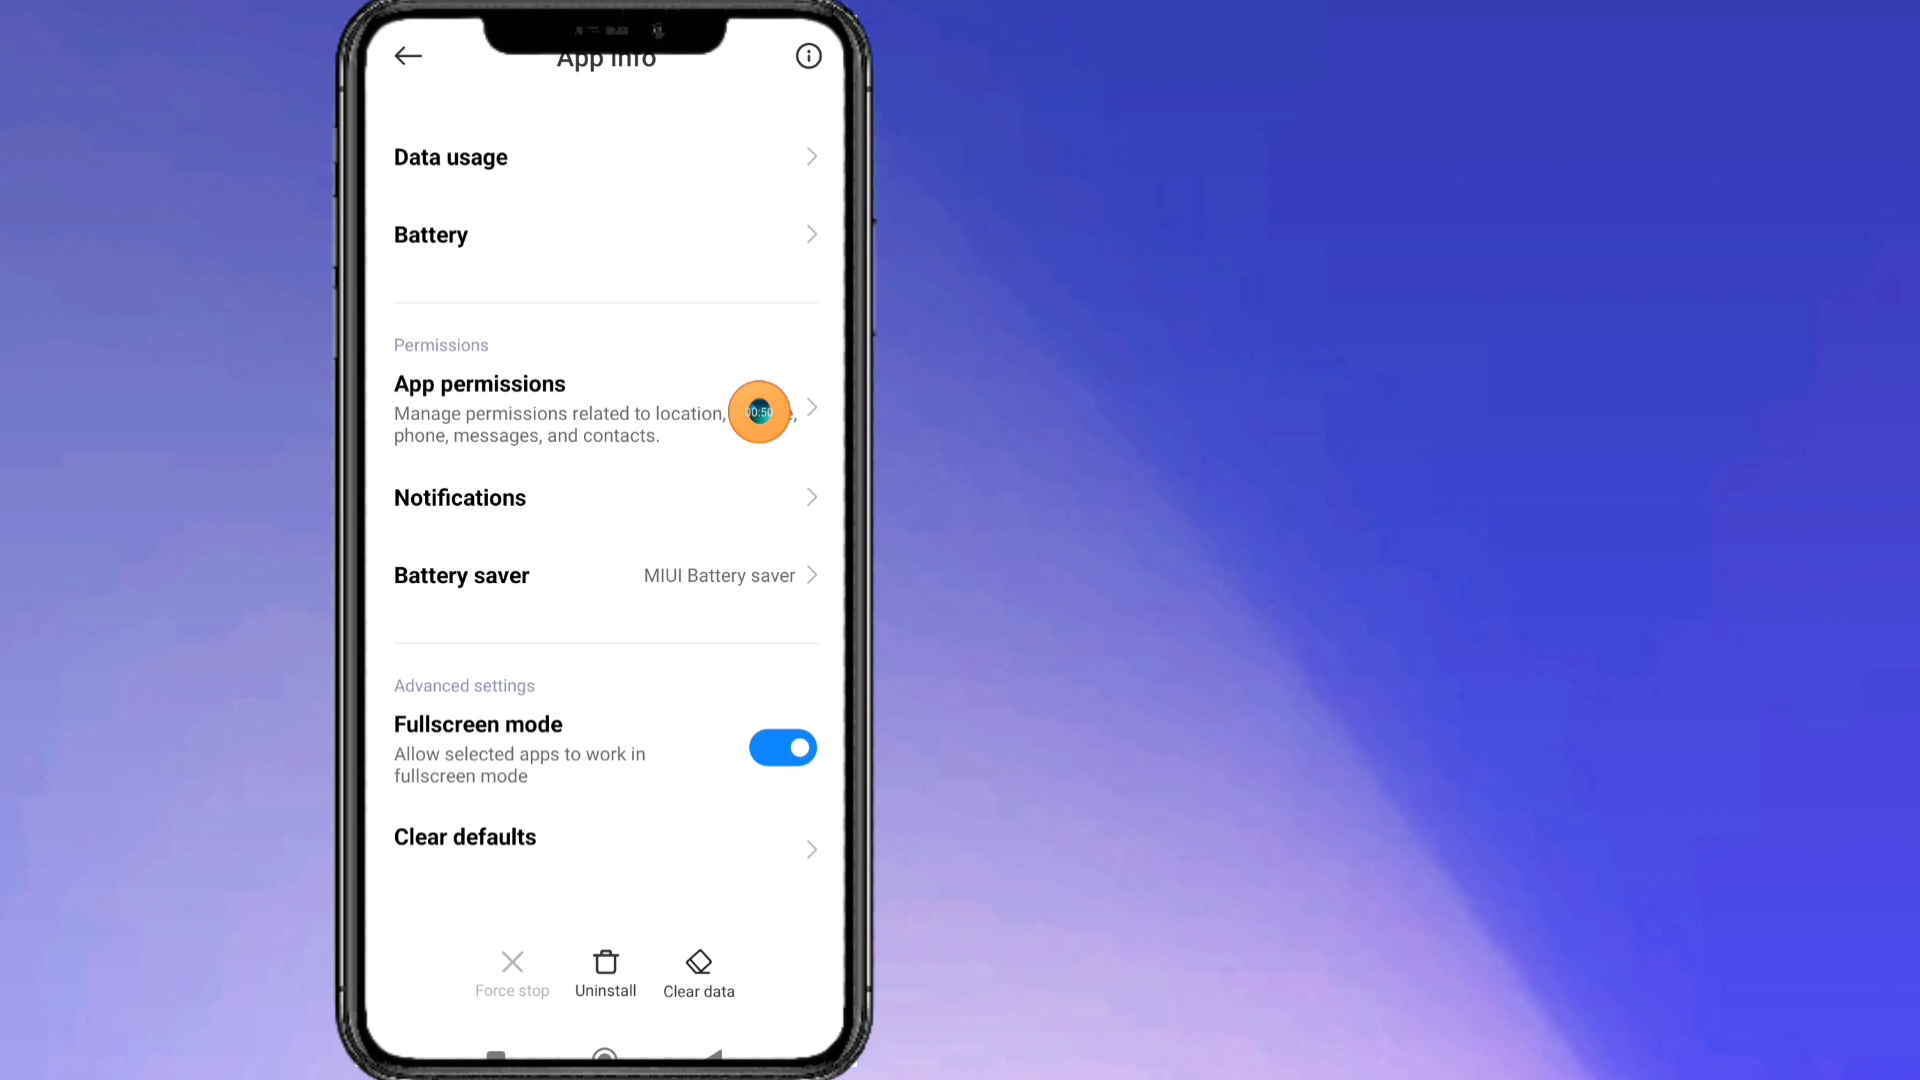 App info
Data usage
Battery
Permissions
App permissions
Manage permissions related to location,
phone, messages, and contacts.
00:50
Notifications
Battery saver
MIUI Battery saver
Advanced settings
Fullscreen mode
Allow selected apps to work in
fullscreen mode
Clear defaults
Force stop
Uninstall
Clear data